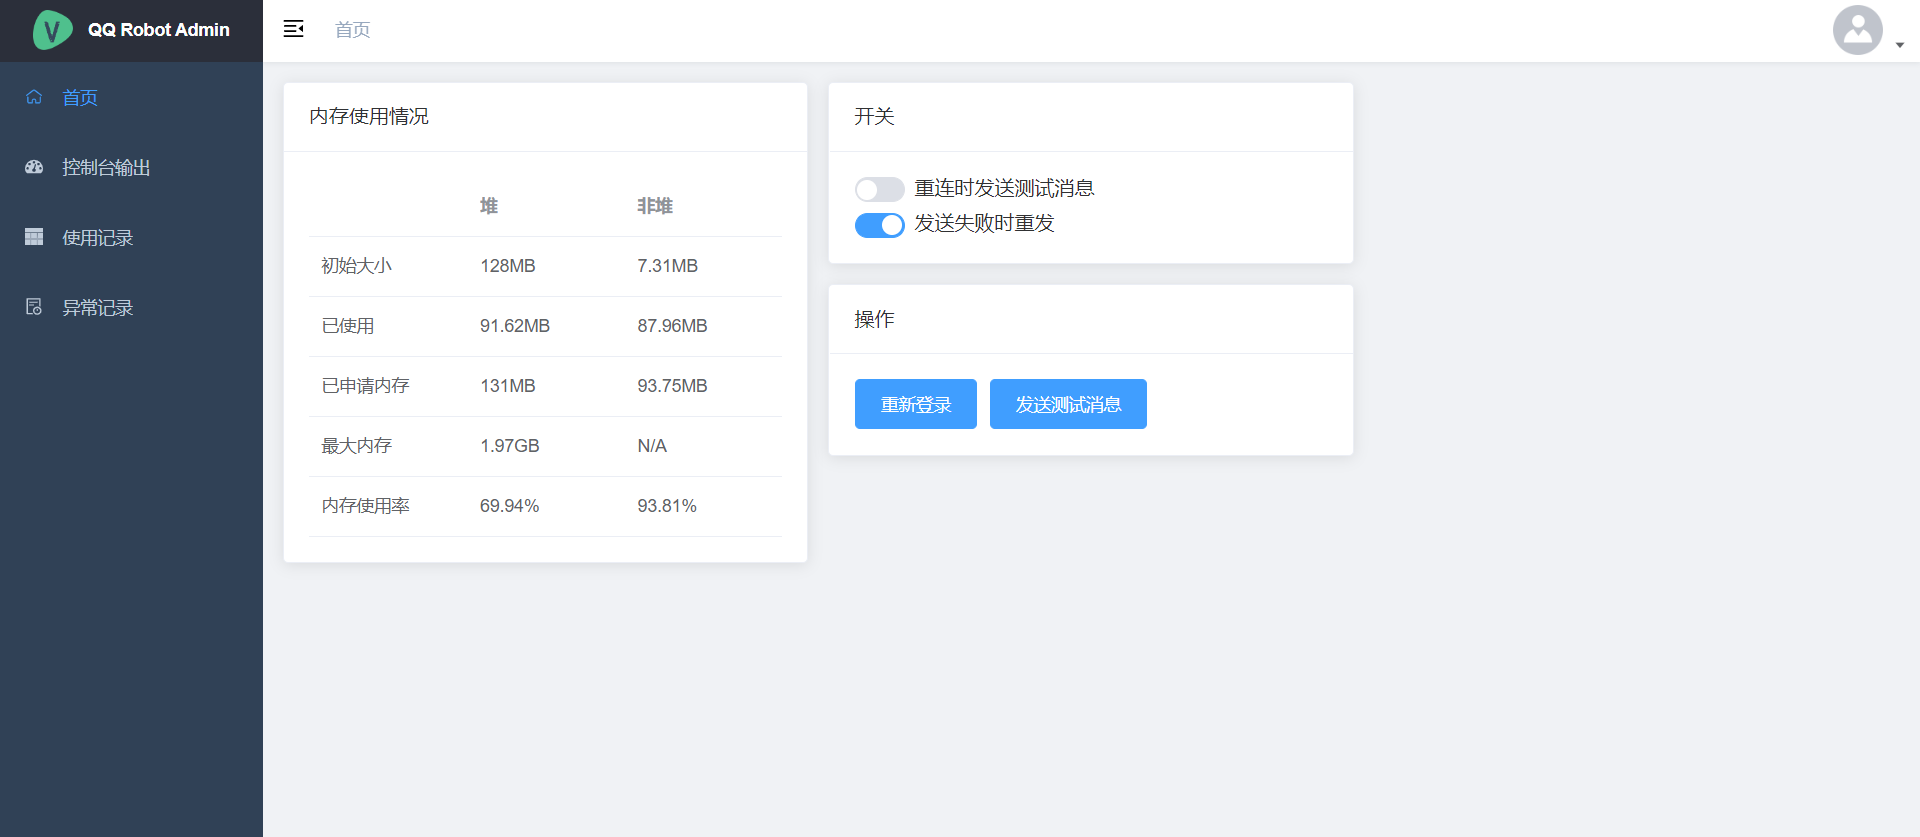 QQ Robot Admin
首页
控制台输出
使用记录
异常记录
首页
内存使用情况
堆 非堆
初始大小 128MB 7.31MB
已使用 91.62MB 87.96MB
已申请内存 131MB 93.75MB
最大内存 1.97GB N/A
内存使用率 69.94% 93.81%
开关
重连时发送测试消息
发送失败时重发
操作
重新登录 发送测试消息